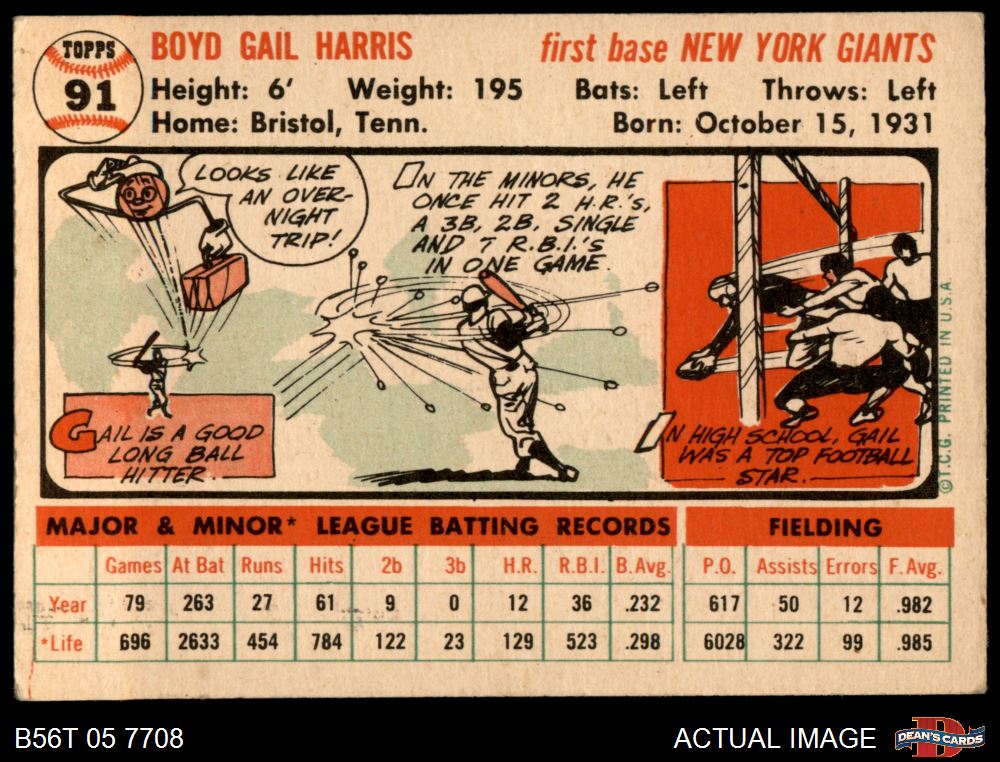 TOPPS
91
BOYD GAIL HARRIS first base NEW YORK GIANTS
Height: 6' Weight: 195 Bats: Left Throws: Left
Home: Bristol, Tenn. Born: October 15, 1931
LOOKS LIKE
AN OVER-
NIGHT
TRIP!
GAIL IS A GOOD
LONG BALL
HITTER.
IN THE MINORS, HE
ONCE HIT 2 H.R.'s,
A 3B, 2B, SINGLE
AND 7 R.B.I.'s
IN ONE GAME.
IN HIGH SCHOOL, GAIL
WAS A TOP FOOTBALL
STAR.
©T.C.G. PRINTED IN U.S.A.
MAJOR & MINOR* LEAGUE BATTING RECORDS FIELDING
Games At Bat Runs Hits 2b 3b H.R. R.B.I. B. Avg. P.O. Assists Errors F. Avg.
Year 79 263 27 61 9 0 12 36 .232 617 50 12 .982
*Life 696 2633 454 784 122 23 129 523 .298 6028 322 99 .985
B56T 05 7708 ACTUAL IMAGE DEAN'S CARDS